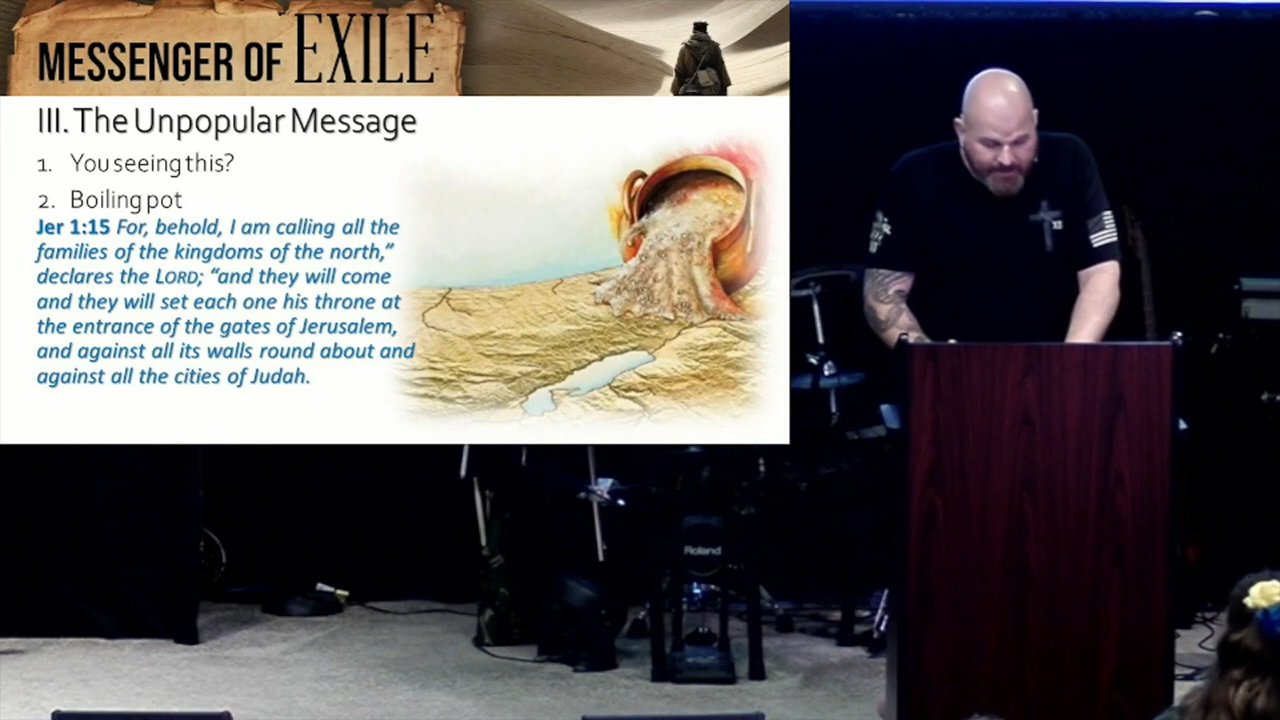 MESSENGER OF EXILE
III. The Unpopular Message
1. You seeing this?
2. Boiling pot
Jer 1:15 For, behold, I am calling all the
families of the kingdoms of the north,”
declares the LORD; “and they will come
and they will set each one his throne at
the entrance of the gates of Jerusalem,
and against all its walls round about and
against all the cities of Judah.
Roland